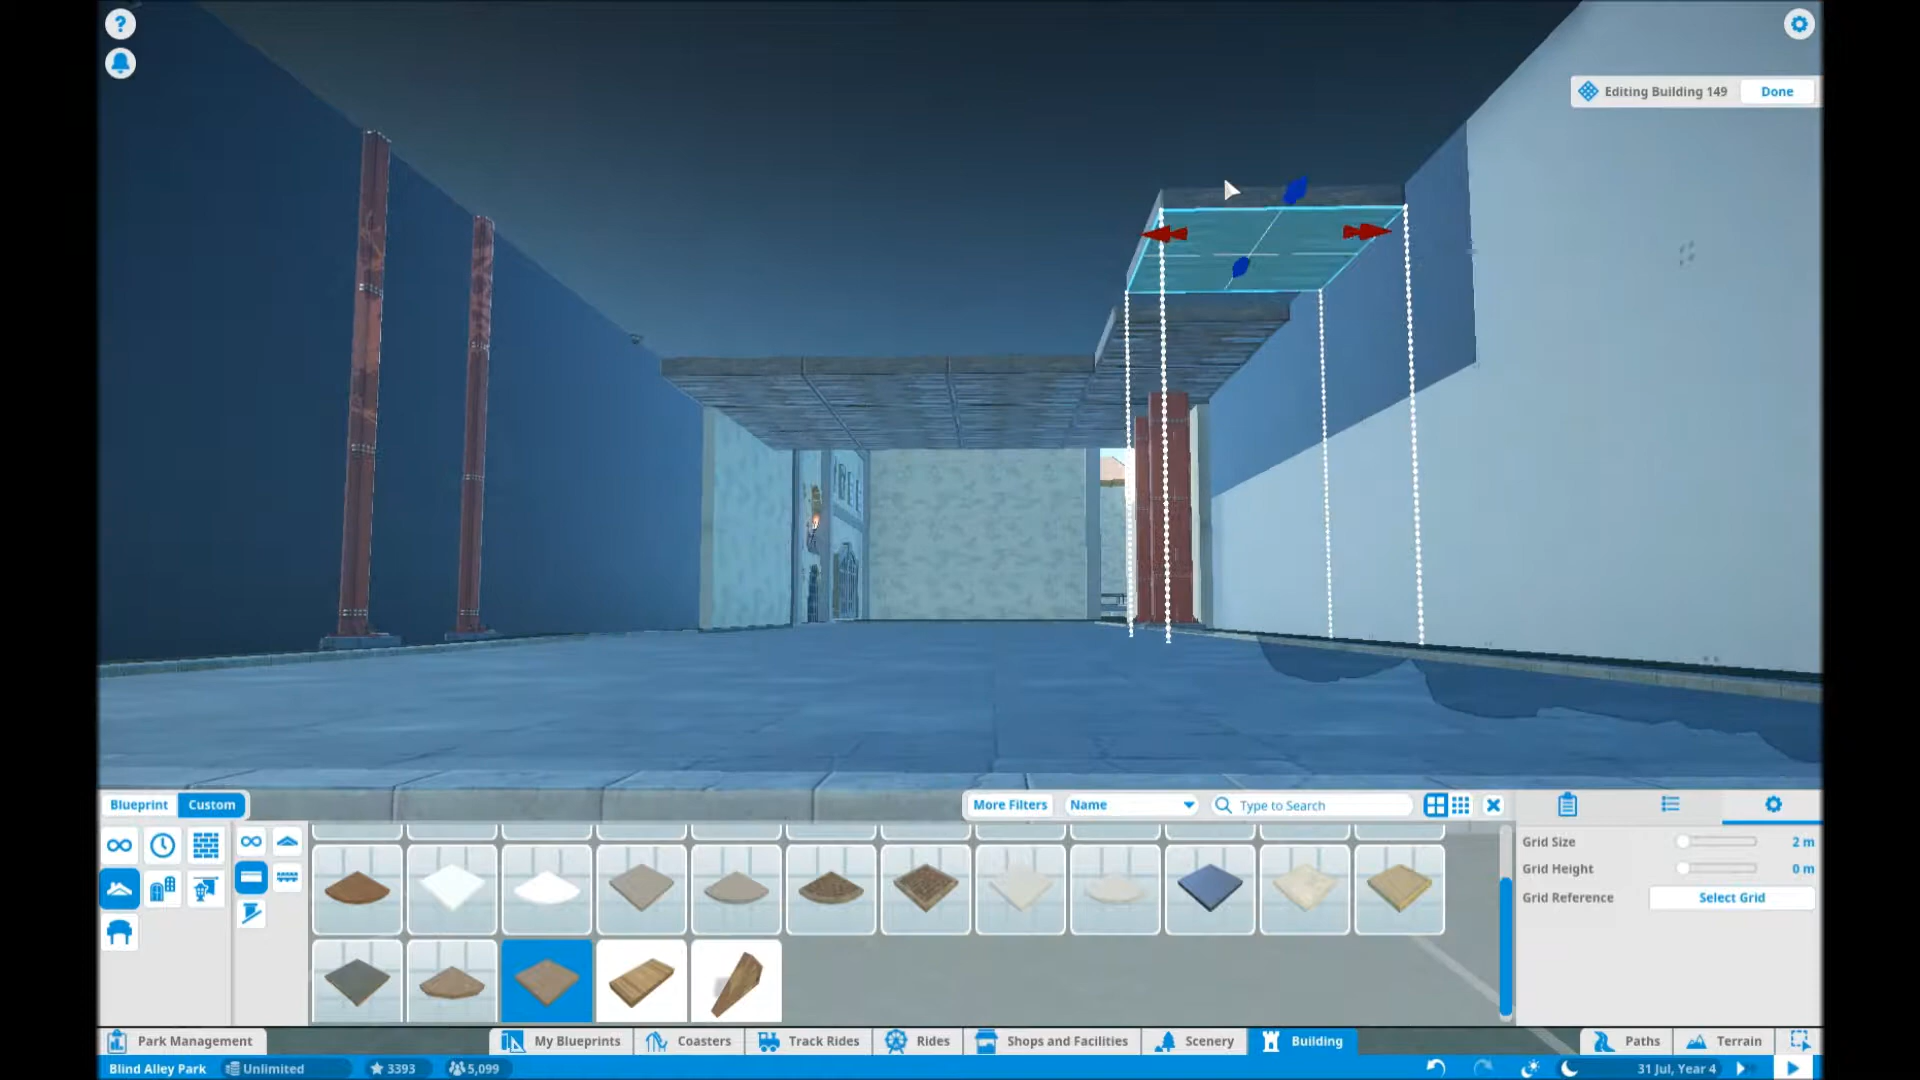 ?
Editing Building 149 Done
Blueprint Custom
More Filters Name Type to Search
Grid Size 2 m
Grid Height 0 m
Grid Reference Select Grid
Park Management My Blueprints Coasters Track Rides Rides Shops and Facilities Scenery Building Paths Terrain
Blind Alley Park Unlimited 3393 5,099 31 Jul, Year 4